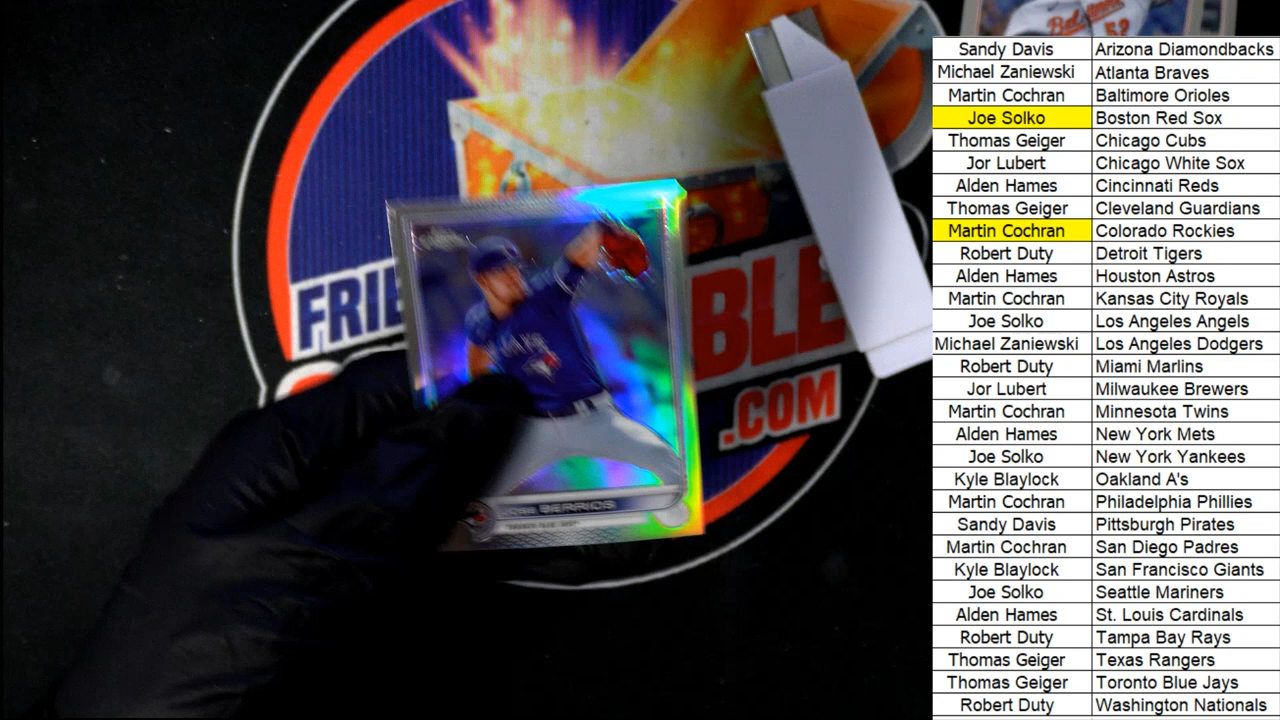 Baltimore
52
FRIE
BLE
.COM
JOSÉ BERRIOS
Sandy Davis Arizona Diamondbacks
Michael Zaniewski Atlanta Braves
Martin Cochran Baltimore Orioles
Joe Solko Boston Red Sox
Thomas Geiger Chicago Cubs
Jor Lubert Chicago White Sox
Alden Hames Cincinnati Reds
Thomas Geiger Cleveland Guardians
Martin Cochran Colorado Rockies
Robert Duty Detroit Tigers
Alden Hames Houston Astros
Martin Cochran Kansas City Royals
Joe Solko Los Angeles Angels
Michael Zaniewski Los Angeles Dodgers
Robert Duty Miami Marlins
Jor Lubert Milwaukee Brewers
Martin Cochran Minnesota Twins
Alden Hames New York Mets
Joe Solko New York Yankees
Kyle Blaylock Oakland A's
Martin Cochran Philadelphia Phillies
Sandy Davis Pittsburgh Pirates
Martin Cochran San Diego Padres
Kyle Blaylock San Francisco Giants
Joe Solko Seattle Mariners
Alden Hames St. Louis Cardinals
Robert Duty Tampa Bay Rays
Thomas Geiger Texas Rangers
Thomas Geiger Toronto Blue Jays
Robert Duty Washington Nationals